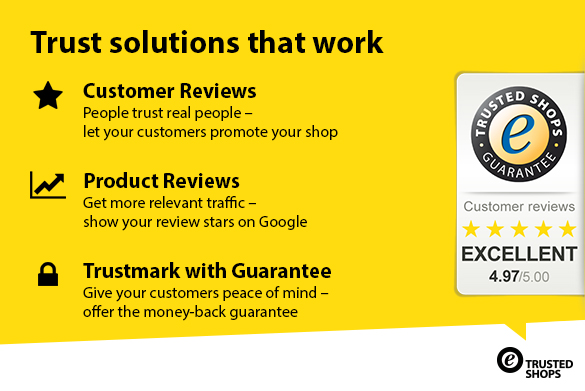 Trust solutions that work
Customer Reviews
People trust real people –
let your customers promote your shop
Product Reviews
Get more relevant traffic –
show your review stars on Google
Trustmark with Guarantee
Give your customers peace of mind –
offer the money-back guarantee
TRUSTED SHOPS
e
GUARANTEE
Customer reviews
EXCELLENT
4.97/5.00
e TRUSTED
SHOPS